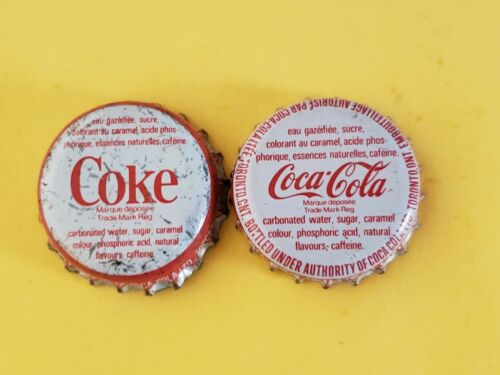 eau gazéifiée, sucre,
colorant au caramel, acide phos-
phorique, essences naturelles, caféine.
Coke
Marque deposée
Trade Mark Reg
carbonated water, sugar, caramel
colour, phosphoric acid, natural
flavours, caffeine.
eau gazéifiée, sucre,
colorant au caramel, acide phos-
phorique, essences naturelles, caféine.
Coca-Cola
Marque deposée
Trade Mark Reg
carbonated water, sugar, caramel
colour, phosphoric acid, natural
flavours, caffeine.
EMBOUTEILLAGE AUTORISÉ PAR COCA-COLA LTÉE TORONTO, ONT.
BOTTLED UNDER AUTHORITY OF COCA-COLA LTD. TORONTO, ONT.